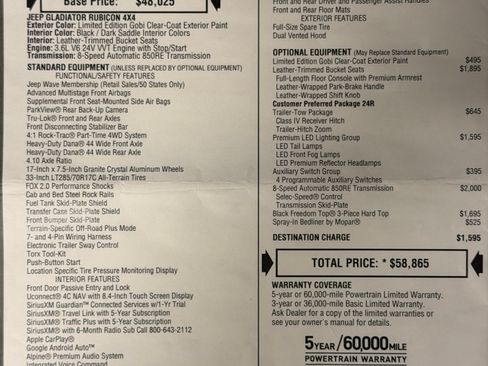 Base Price: $48,025
JEEP GLADIATOR RUBICON 4X4
Exterior Color: Limited Edition Gobi Clear-Coat Exterior Paint
Interior Color: Black / Dark Saddle Interior Colors
Interior: Leather-Trimmed Bucket Seats
Engine: 3.6L V6 24V VVT Engine with Stop/Start
Transmission: 8-Speed Automatic 850RE Transmission
STANDARD EQUIPMENT (UNLESS REPLACED BY OPTIONAL EQUIPMENT)
FUNCTIONAL/SAFETY FEATURES
Jeep Wave Membership (Retail Sales/50 States Only)
Advanced Multistage Front Airbags
Supplemental Front Seat-Mounted Side Air Bags
ParkView® Rear Back-Up Camera
Tru-Lok® Front and Rear Axles
Front Disconnecting Stabilizer Bar
4:1 Rock-Trac® Part-Time 4WD System
Heavy-Duty Dana® 44 Wide Front Axle
Heavy-Duty Dana® 44 Wide Rear Axle
4.10 Axle Ratio
17-Inch x 7.5-Inch Granite Crystal Aluminum Wheels
33-Inch LT285/70R17C All-Terrain Tires
FOX 2.0 Performance Shocks
Cab and Bed Steel Rock Rails
Fuel Tank Skid-Plate Shield
Transfer Case Skid-Plate Shield
Front Bumper Skid-Plate
Terrain-Specific Off-Road Plus Mode
7- and 4-Pin Wiring Harness
Electronic Trailer Sway Control
Torx Tool-Kit
Push-Button Start
Location Specific Tire Pressure Monitoring Display
INTERIOR FEATURES
Front Door Passive Entry and Lock
Uconnect® 4C NAV with 8.4-Inch Touch Screen Display
SiriusXM Guardian™ Connected Services w/1-Yr Trial
SiriusXM® Travel Link with 5-Year Subscription
SiriusXM® Traffic Plus with 5-Year Subscription
SiriusXM® with 6-Month Radio Sub Call 800-643-2112
Apple CarPlay®
Google Android Auto™
Alpine® Premium Audio System
Integrated Voice Command
Front and Rear Driver and Passenger Assist Handles
Front and Rear Floor Mats
EXTERIOR FEATURES
Full-Size Spare Tire
Dual Vented Hood
OPTIONAL EQUIPMENT (May Replace Standard Equipment)
Limited Edition Gobi Clear-Coat Exterior Paint $495
Leather-Trimmed Bucket Seats $1,895
Full-Length Floor Console with Premium Armrest
Leather-Wrapped Park-Brake Handle
Leather-Wrapped Shift Knob
Customer Preferred Package 24R
Trailer-Tow Package $645
Class IV Receiver Hitch
Trailer-Hitch Zoom
Premium LED Lighting Group $1,595
LED Tail Lamps
LED Front Fog Lamps
LED Premium Reflector Headlamps
Auxiliary Switch Group $395
4 Programmable Auxiliary Switches
8-Speed Automatic 850RE Transmission $2,000
Selec-Speed® Control
Transmission Skid-Plate
Black Freedom Top® 3-Piece Hard Top $1,695
Spray-In Bedliner by Mopar® $525
DESTINATION CHARGE $1,595
TOTAL PRICE: * $58,865
WARRANTY COVERAGE
5-year or 60,000-mile Powertrain Limited Warranty.
3-year or 36,000-mile Basic Limited Warranty.
Ask Dealer for a copy of the limited warranties or
see your owner's manual for details.
5 YEAR/60,000 MILE
POWERTRAIN WARRANTY